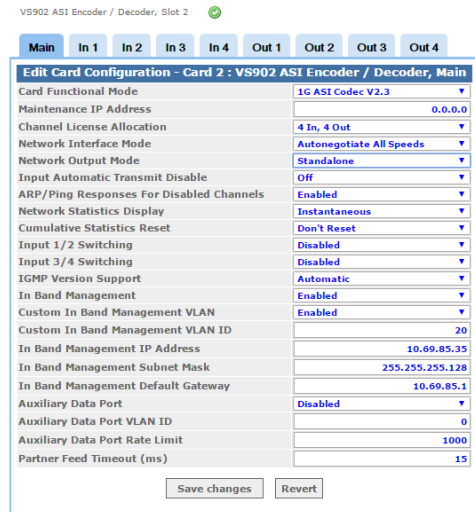 VS902 ASI Encoder / Decoder, Slot 2
Main In 1 In 2 In 3 In 4 Out 1 Out 2 Out 3 Out 4
Edit Card Configuration - Card 2 : VS902 ASI Encoder / Decoder, Main
Card Functional Mode 1G ASI Codec V2.3
Maintenance IP Address 0.0.0.0
Channel License Allocation 4 In, 4 Out
Network Interface Mode Autonegotiate All Speeds
Network Output Mode Standalone
Input Automatic Transmit Disable Off
ARP/Ping Responses For Disabled Channels Enabled
Network Statistics Display Instantaneous
Cumulative Statistics Reset Don't Reset
Input 1/2 Switching Disabled
Input 3/4 Switching Disabled
IGMP Version Support Automatic
In Band Management Enabled
Custom In Band Management VLAN Enabled
Custom In Band Management VLAN ID 20
In Band Management IP Address 10.69.85.35
In Band Management Subnet Mask 255.255.255.128
In Band Management Default Gateway 10.69.85.1
Auxiliary Data Port Disabled
Auxiliary Data Port VLAN ID 0
Auxiliary Data Port Rate Limit 1000
Partner Feed Timeout (ms) 15
Save changes Revert